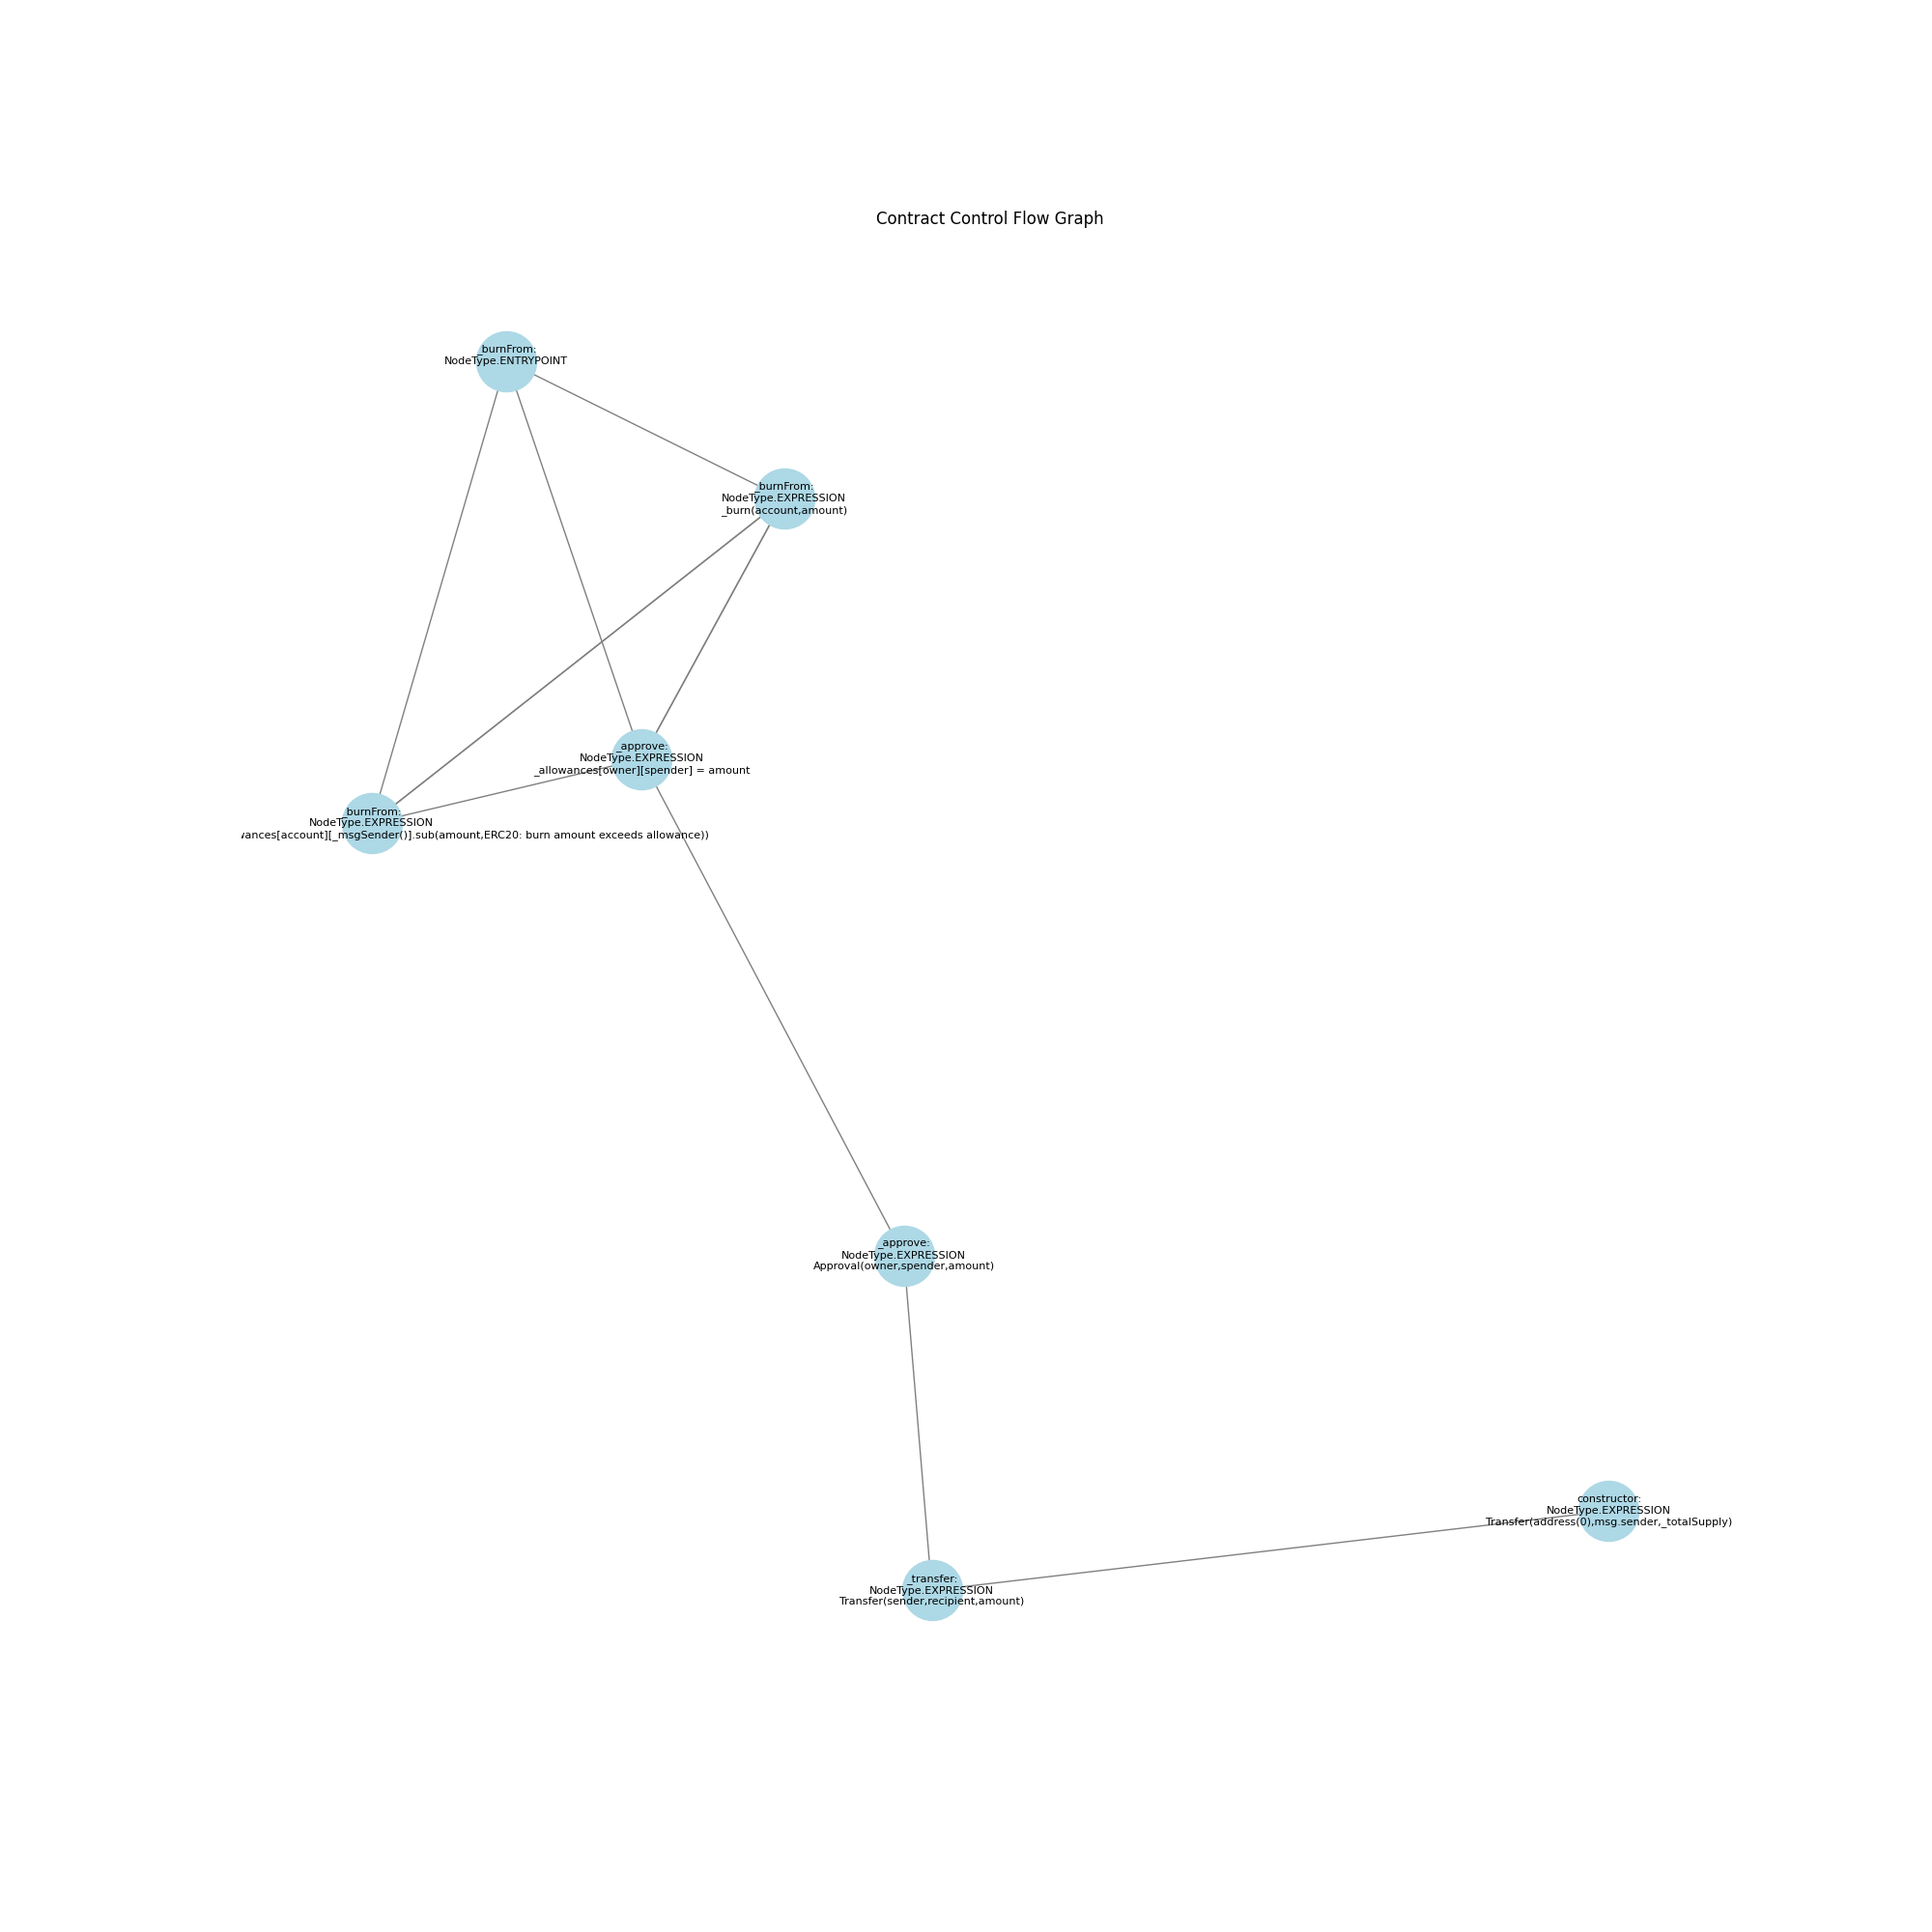 Contract Control Flow Graph
_burnFrom:
NodeType.ENTRYPOINT
_burnFrom:
NodeType.EXPRESSION
_burn(account,amount)
_approve:
NodeType.EXPRESSION
_allowances[owner][spender] = amount
_burnFrom:
NodeType.EXPRESSION
[account][_msgSender()].sub(amount,ERC20: burn amount exceeds allowance))
_approve:
NodeType.EXPRESSION
Approval(owner,spender,amount)
constructor:
NodeType.EXPRESSION
Transfer(address(0),msg.sender,_totalSupply)
_transfer:
NodeType.EXPRESSION
Transfer(sender,recipient,amount)